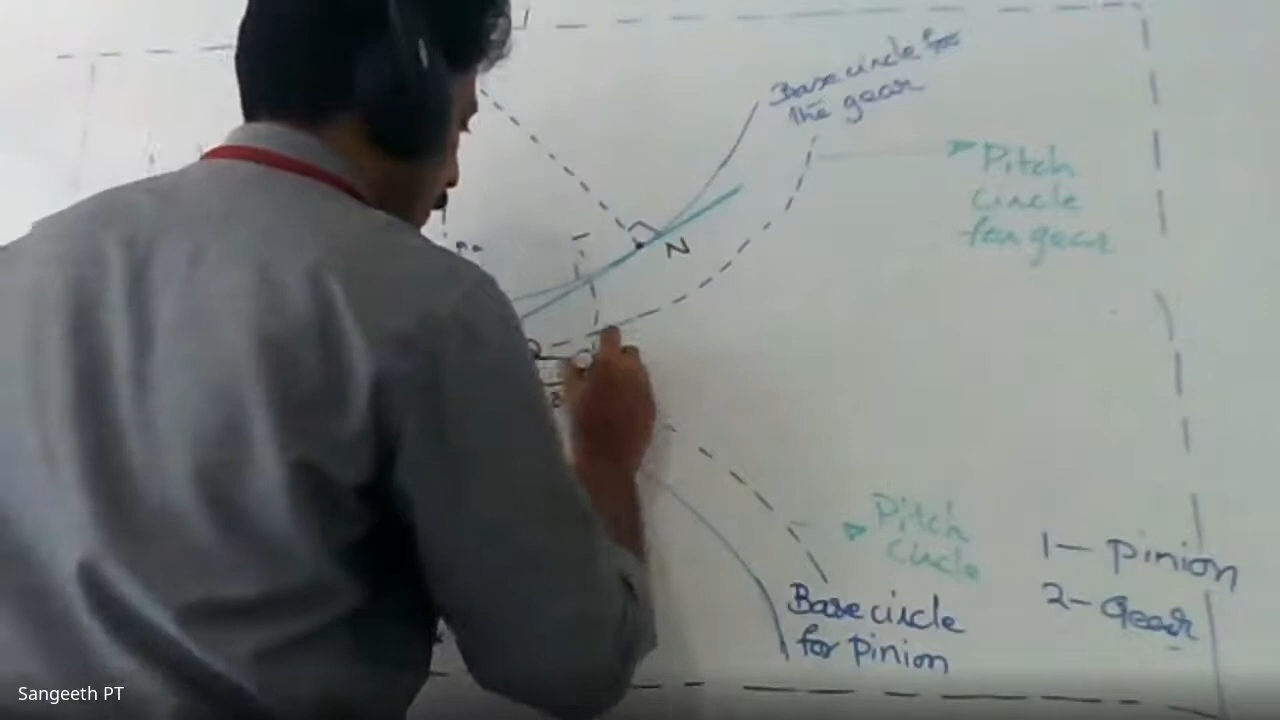 Base circle for
the gear
Pitch
circle
for gear
N
Pitch
circle
1- Pinion
2- Gear
Base circle
for Pinion
Sangeeth PT